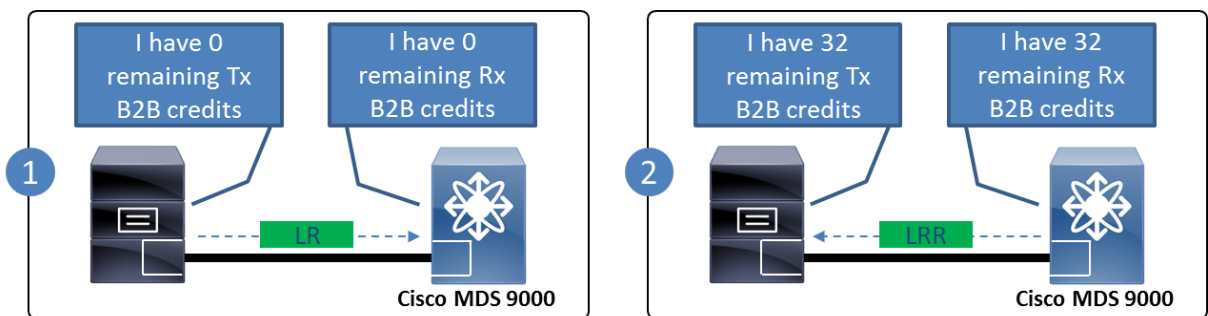 1
I have 0
remaining Tx
B2B credits
I have 0
remaining Rx
B2B credits
LR
Cisco MDS 9000
2
I have 32
remaining Tx
B2B credits
I have 32
remaining Rx
B2B credits
LRR
Cisco MDS 9000